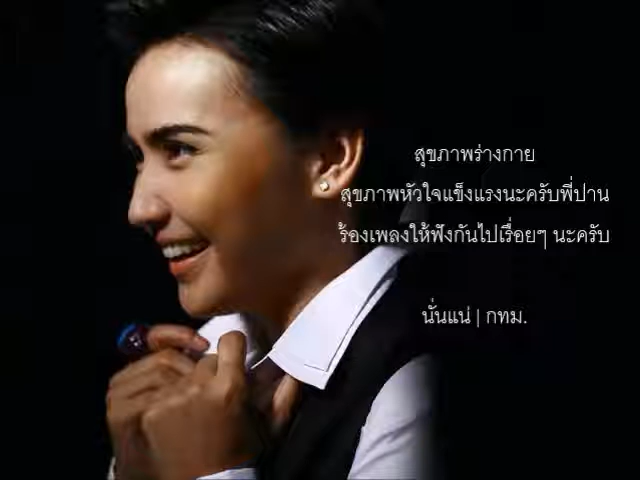 สุขภาพร่างกาย
สุขภาพหัวใจแข็งแรงนะครับพี่ปาน
ร้องเพลงให้ฟังกันไปเรื่อยๆ นะครับ
นั่นแน่ | กทม.